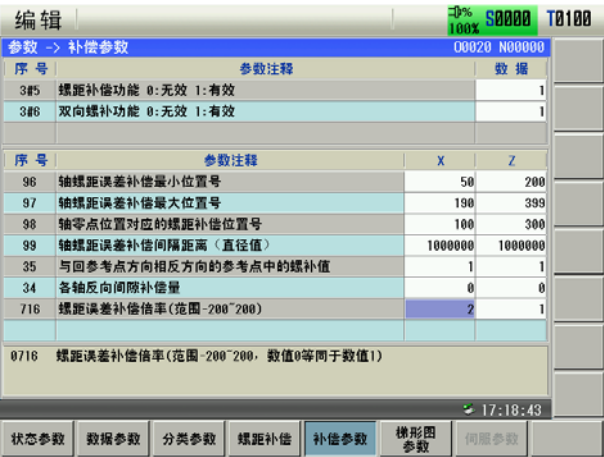 编辑 100% S0000 T0100
参数 -> 补偿参数 O0020 N00000
序 号 参数注释 数 据
3#5 螺距补偿功能 0:无效 1:有效 1
3#6 双向螺补功能 0:无效 1:有效 1
序 号 参数注释 X Z
96 轴螺距误差补偿最小位置号 50 200
97 轴螺距误差补偿最大位置号 190 399
98 轴零点位置对应的螺距补偿位置号 100 300
99 轴螺距误差补偿间隔距离（直径值） 1000000 1000000
35 与回参考点方向相反方向的参考点中的螺补值 1 1
34 各轴反向间隙补偿量 0 0
716 螺距误差补偿倍率(范围-200~200) 2 1
0716 螺距误差补偿倍率(范围-200~200, 数值0等同于数值1)
17:18:43
状态参数 数据参数 分类参数 螺距补偿 补偿参数 梯形图 伺服参数
参数